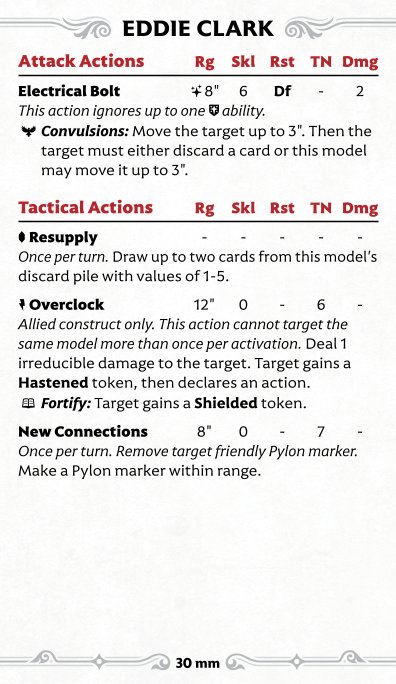 EDDIE CLARK
Attack Actions Rg Skl Rst TN Dmg
Electrical Bolt 8" 6 Df - 2
This action ignores up to one ability.
Convulsions: Move the target up to 3". Then the
target must either discard a card or this model
may move it up to 3".
Tactical Actions Rg Skl Rst TN Dmg
Resupply - - - - -
Once per turn. Draw up to two cards from this model's
discard pile with values of 1-5.
Overclock 12" 0 - 6 -
Allied construct only. This action cannot target the
same model more than once per activation. Deal 1
irreducible damage to the target. Target gains a
Hastened token, then declares an action.
Fortify: Target gains a Shielded token.
New Connections 8" 0 - 7 -
Once per turn. Remove target friendly Pylon marker.
Make a Pylon marker within range.
30 mm